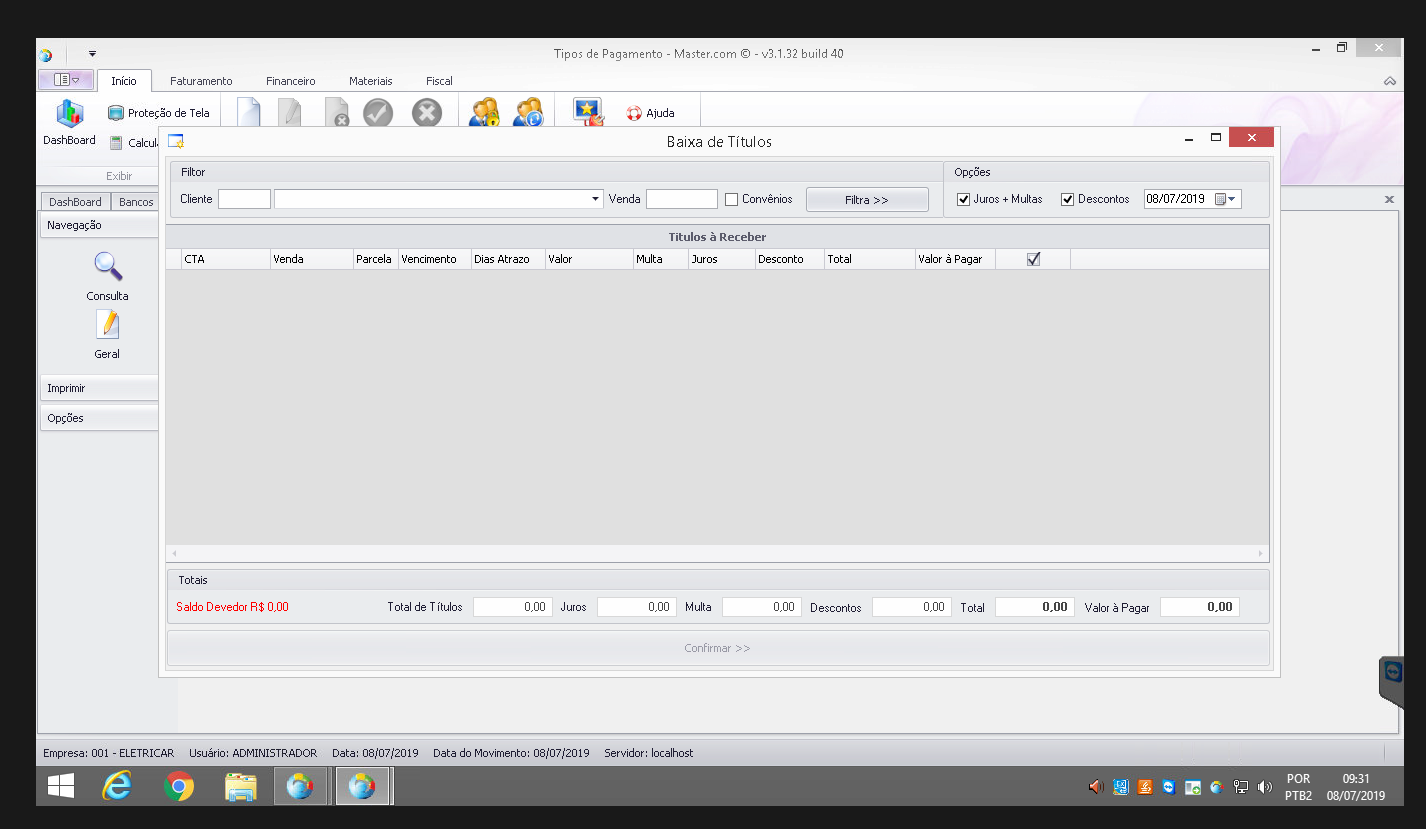 Tipos de Pagamento - Master.com © - v3.1.32 build 40
Início Faturamento Financeiro Materiais Fiscal
DashBoard Proteção de Tela Ajuda
Calcul
Exibir
Baixa de Títulos
DashBoard Bancos
Navegação
Consulta
Geral
Imprimir
Opções
Filtor
Opções
Cliente Venda Convênios Filtra >> Juros + Multas Descontos 08/07/2019
Titulos à Receber
CTA Venda Parcela Vencimento Dias Atrazo Valor Multa Juros Desconto Total Valor à Pagar
Totais
Saldo Devedor R$ 0,00 Total de Títulos 0,00 Juros 0,00 Multa 0,00 Descontos 0,00 Total 0,00 Valor à Pagar 0,00
Confirmar >>
Empresa: 001 - ELETRICAR Usuário: ADMINISTRADOR Data: 08/07/2019 Data do Movimento: 08/07/2019 Servidor: localhost
POR 09:31
PTB2 08/07/2019